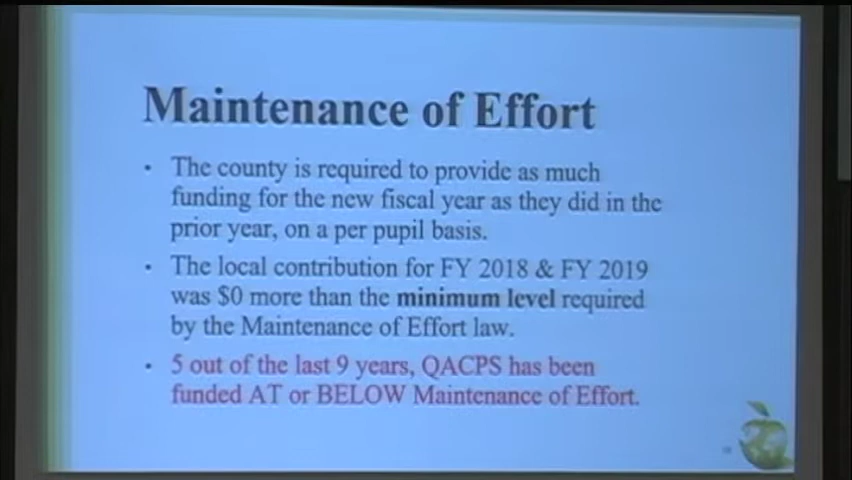 Maintenance of Effort
· The county is required to provide as much
funding for the new fiscal year as they did in the
prior year, on a per pupil basis.
· The local contribution for FY 2018 & FY 2019
was $0 more than the minimum level required
by the Maintenance of Effort law.
· 5 out of the last 9 years, QACPS has been
funded AT or BELOW Maintenance of Effort.